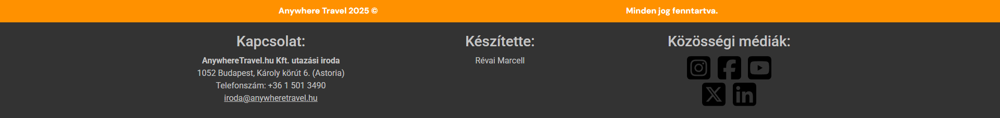 Anywhere Travel 2025 ©
Minden jog fenntartva.
Kapcsolat:
AnywhereTravel.hu Kft. utazási iroda
1052 Budapest, Károly körút 6. (Astoria)
Telefonszám: +36 1 501 3490
iroda@anywheretravel.hu
Készítette:
Révai Marcell
Közösségi médiák: